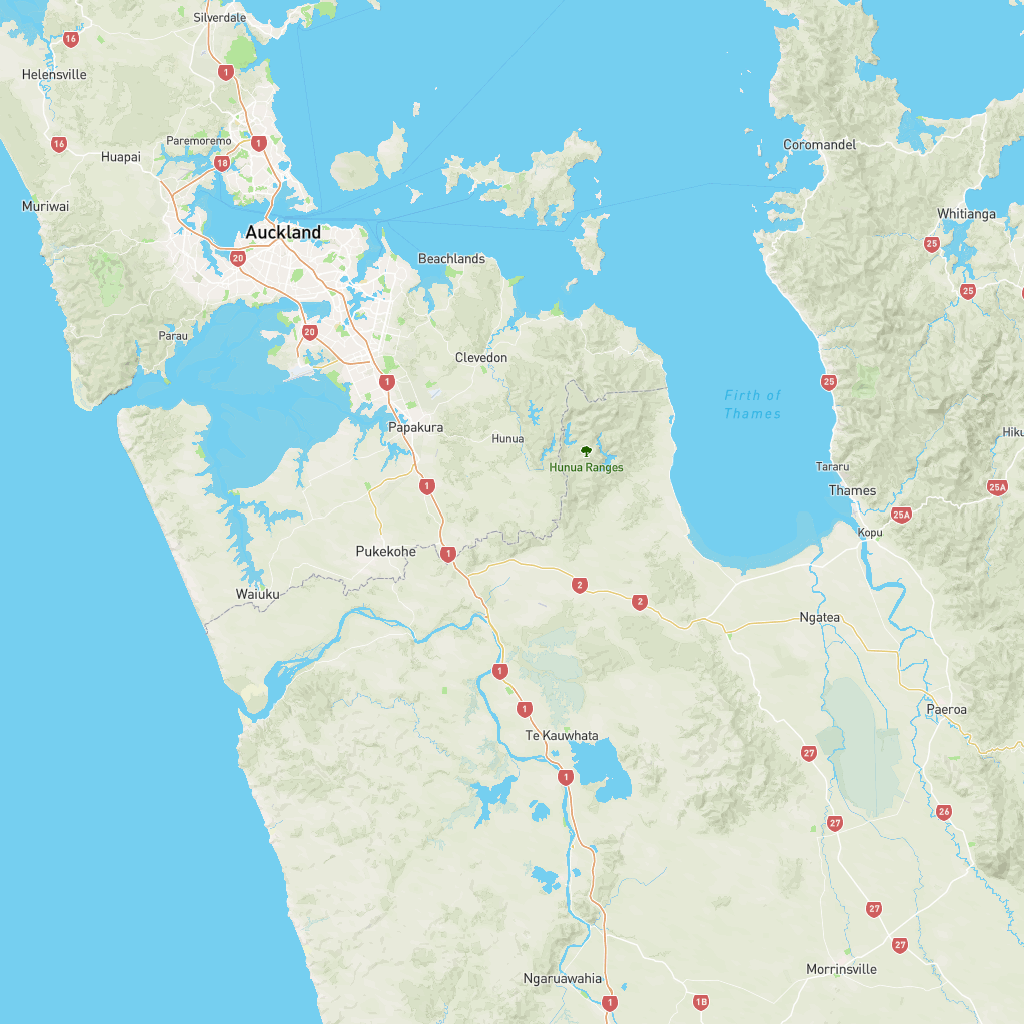 Silverdale
16
Helensville
1
16
Paremoremo
1
Huapai
18
Coromandel
Muriwai
Whitianga
Auckland
25
20
Beachlands
25
20
Parau
Clevedon
1
25
Firth of
Thames
Papakura
Hunua
Hiku
Hunua Ranges
Tararu
Thames
1
25A
25A
Kopu
Pukekohe
1
2
Waiuku
2
Ngatea
1
1
Paeroa
Te Kauwhata
27
1
26
27
27
27
Morrinsville
Ngaruawahia
1
1B